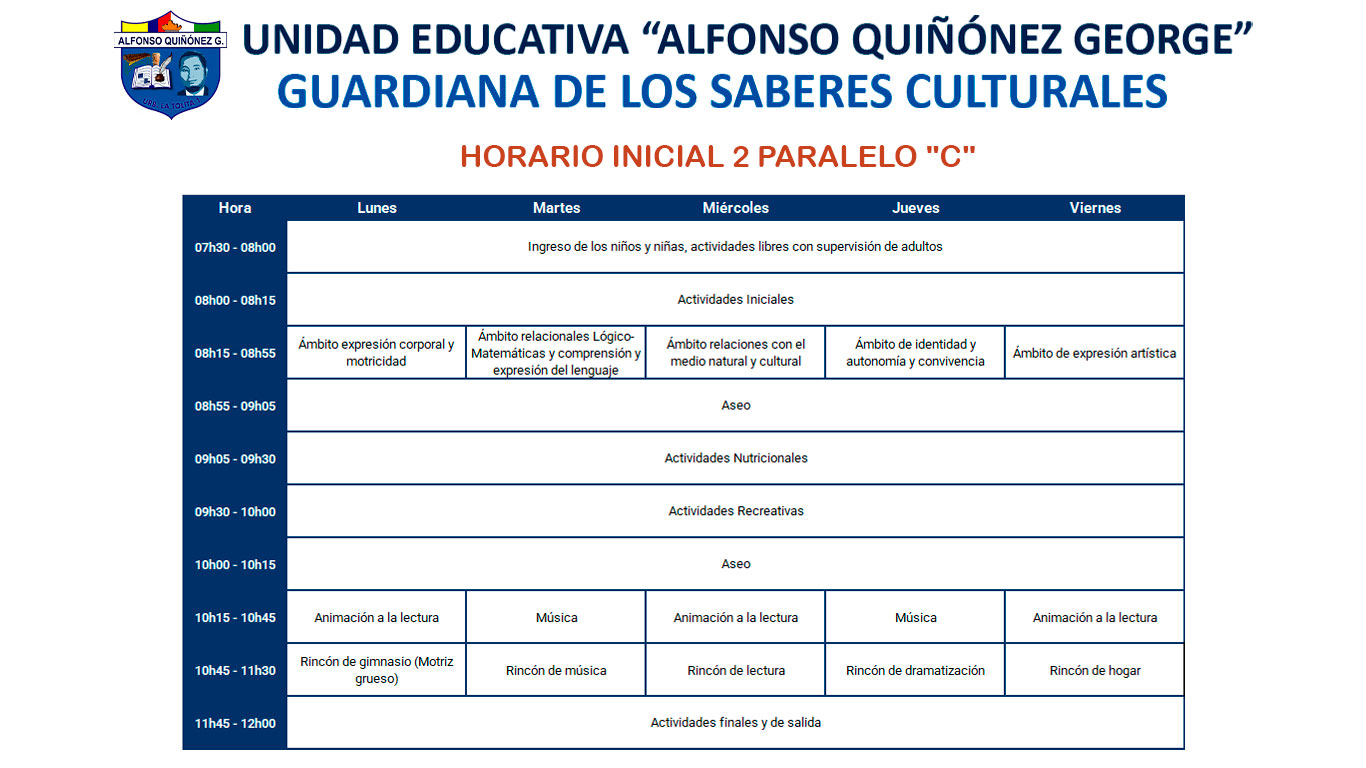 ALFONSO QUIÑÓNEZ G.
URB. LA TOLITA 1
UNIDAD EDUCATIVA “ALFONSO QUIÑÓNEZ GEORGE”
GUARDIANA DE LOS SABERES CULTURALES
HORARIO INICIAL 2 PARALELO "C"
Hora Lunes Martes Miércoles Jueves Viernes
07h30 - 08h00 Ingreso de los niños y niñas, actividades libres con supervisión de adultos
08h00 - 08h15 Actividades Iniciales
08h15 - 08h55
Ámbito expresión corporal y
motricidad
Ámbito relacionales Lógico-
Matemáticas y comprensión y
expresión del lenguaje
Ámbito relaciones con el
medio natural y cultural
Ámbito de identidad y
autonomía y convivencia
Ámbito de expresión artística
08h55 - 09h05 Aseo
09h05 - 09h30 Actividades Nutricionales
09h30 - 10h00 Actividades Recreativas
10h00 - 10h15 Aseo
10h15 - 10h45 Animación a la lectura Música Animación a la lectura Música Animación a la lectura
10h45 - 11h30
Rincón de gimnasio (Motriz
grueso)
Rincón de música
Rincón de lectura
Rincón de dramatización
Rincón de hogar
11h45 - 12h00 Actividades finales y de salida